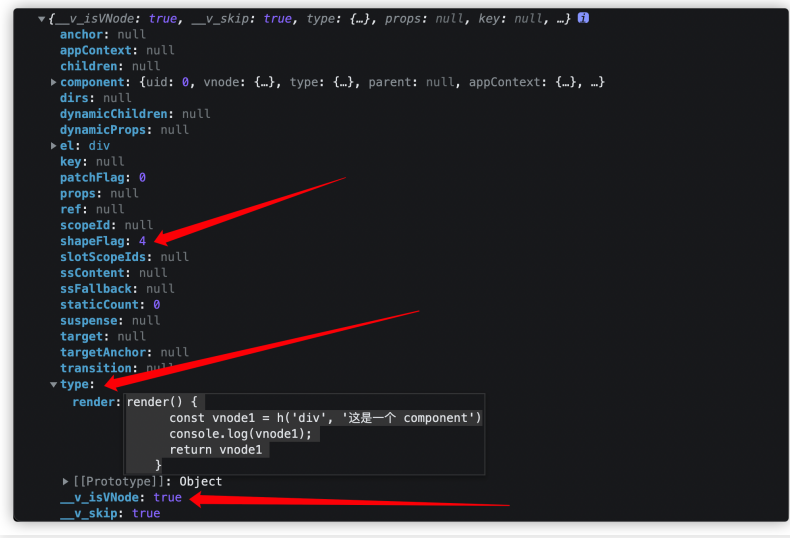 {__v_isVNode: true, __v_skip: true, type: {…}, props: null, key: null, …} i
anchor: null
appContext: null
children: null
component: {uid: 0, vnode: {…}, type: {…}, parent: null, appContext: {…}, …}
dirs: null
dynamicChildren: null
dynamicProps: null
el: div
key: null
patchFlag: 0
props: null
ref: null
scopeId: null
shapeFlag: 4
slotScopeIds: null
ssContent: null
ssFallback: null
staticCount: 0
suspense: null
target: null
targetAnchor: null
transition: null
type:
render: render() {
const vnode1 = h('div', '这是一个 component')
console.log(vnode1);
return vnode1
}
[[Prototype]]: Object
__v_isVNode: true
__v_skip: true